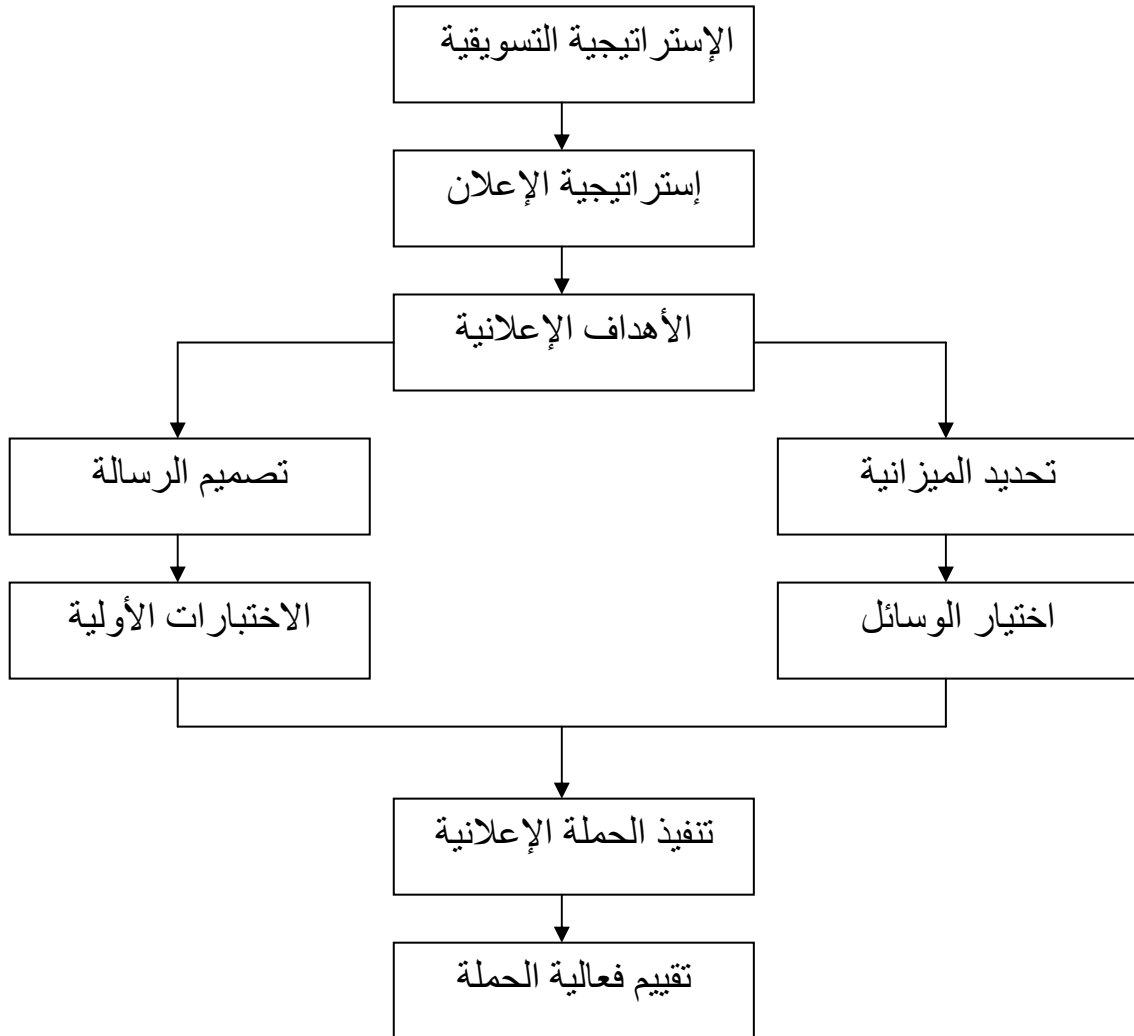 الإستراتيجية التسويقية
إستراتيجية الإعلان
الأهداف الإعلانية
تحديد الميزانية
تصميم الرسالة
اختيار الوسائل
الاختبارات الأولية
تنفيذ الحملة الإعلانية
تقييم فعالية الحملة